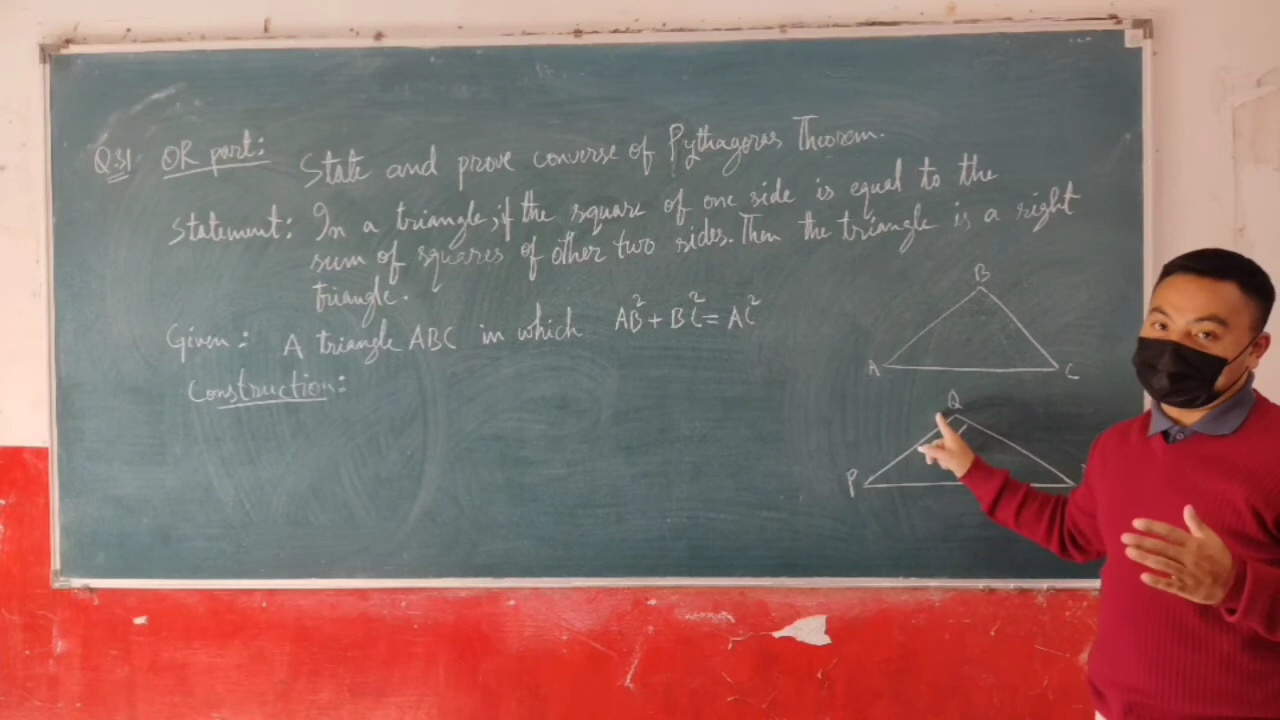 Q31 OR part: State and prove converse of Pythagoras Theorem.
Statement: In a triangle, if the square of one side is equal to the
sum of squares of other two sides. Then the triangle is a right
triangle.
Given: A triangle ABC in which AB² + BC² = AC²
Construction:
B
A C
Q
P